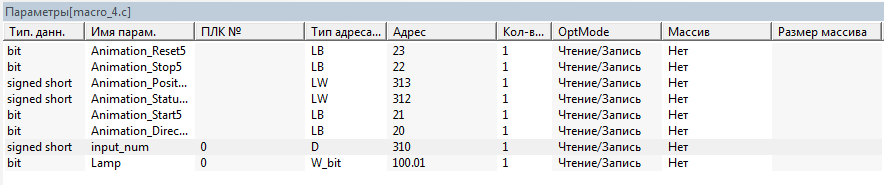 Параметры[macro_4.c]
Тип. данн. Имя парам. ПЛК № Тип адреса... Адрес Кол-в... OptMode Массив Размер массива
bit Animation_Reset5 LB 23 1 Чтение/Запись Нет
bit Animation_Stop5 LB 22 1 Чтение/Запись Нет
signed short Animation_Posit... LW 313 1 Чтение/Запись Нет
signed short Animation_Statu... LW 312 1 Чтение/Запись Нет
bit Animation_Start5 LB 21 1 Чтение/Запись Нет
bit Animation_Direc... LB 20 1 Чтение/Запись Нет
signed short input_num 0 D 310 1 Чтение/Запись Нет
bit Lamp 0 W_bit 100.01 1 Чтение/Запись Нет